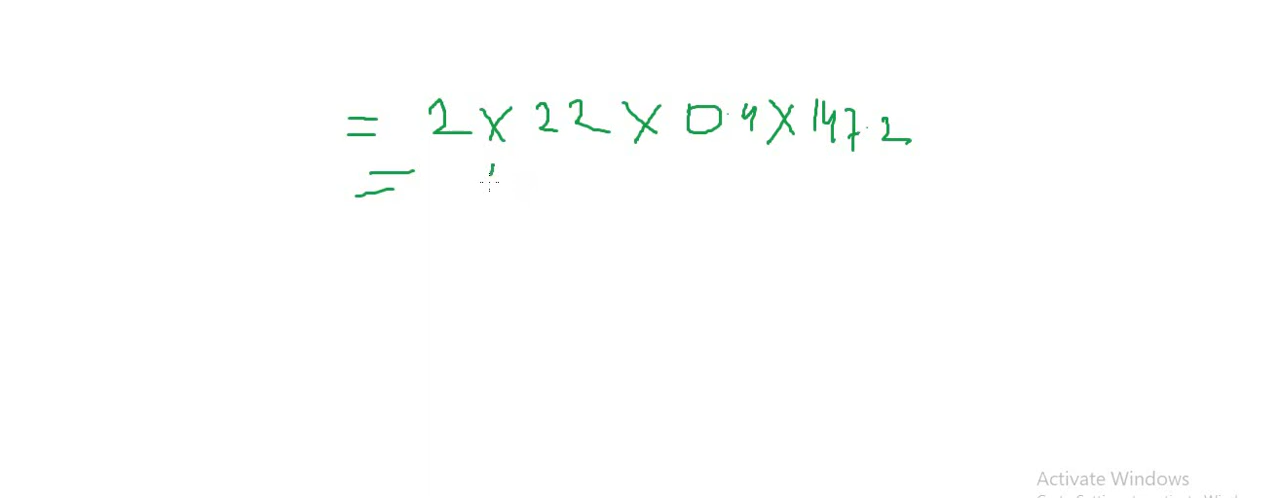 = 2 x 22 x 0.4 x 147.2
=
Activate Windows